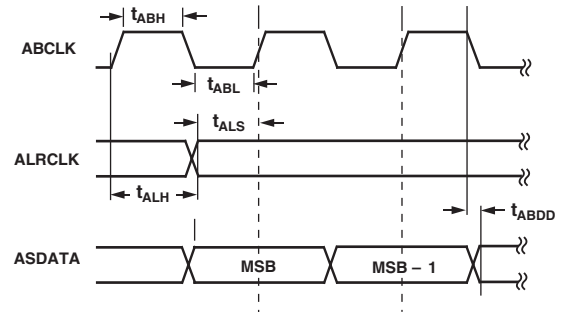 tABH
ABCLK
tABL
tALS
ALRCLK
tALH
tABDD
ASDATA
MSB
MSB – 1